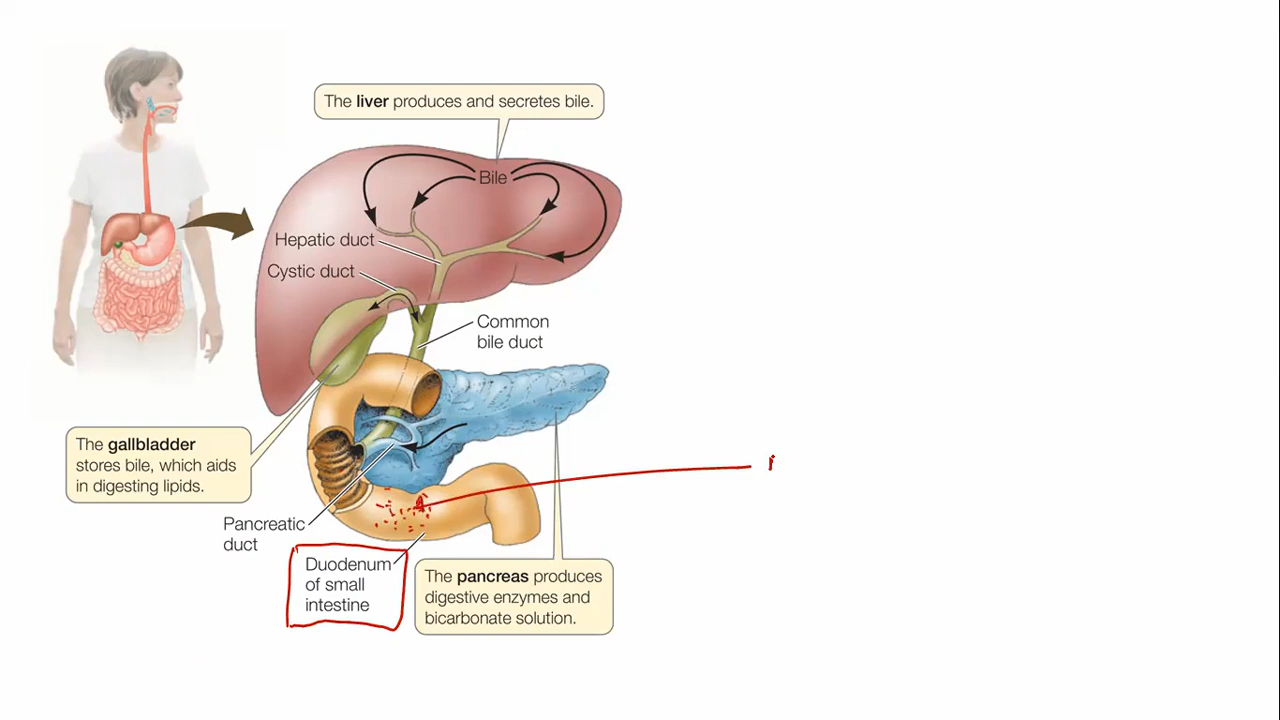 The liver produces and secretes bile.
Bile
Hepatic duct
Cystic duct
Common
bile duct
The gallbladder
stores bile, which aids
in digesting lipids.
Pancreatic
duct
Duodenum
of small
intestine
The pancreas produces
digestive enzymes and
bicarbonate solution.